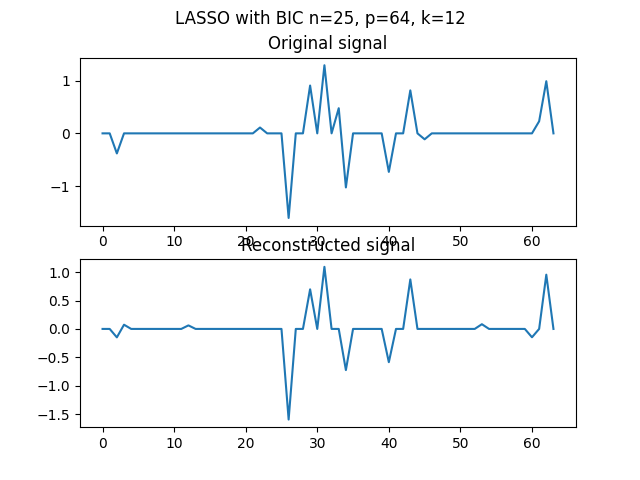 LASSO with BIC n=25, p=64, k=12
Original signal
1
0
−1
0 10 20 30 40 50 60
Reconstructed signal
1.0
0.5
0.0
−0.5
−1.0
−1.5
0 10 20 30 40 50 60